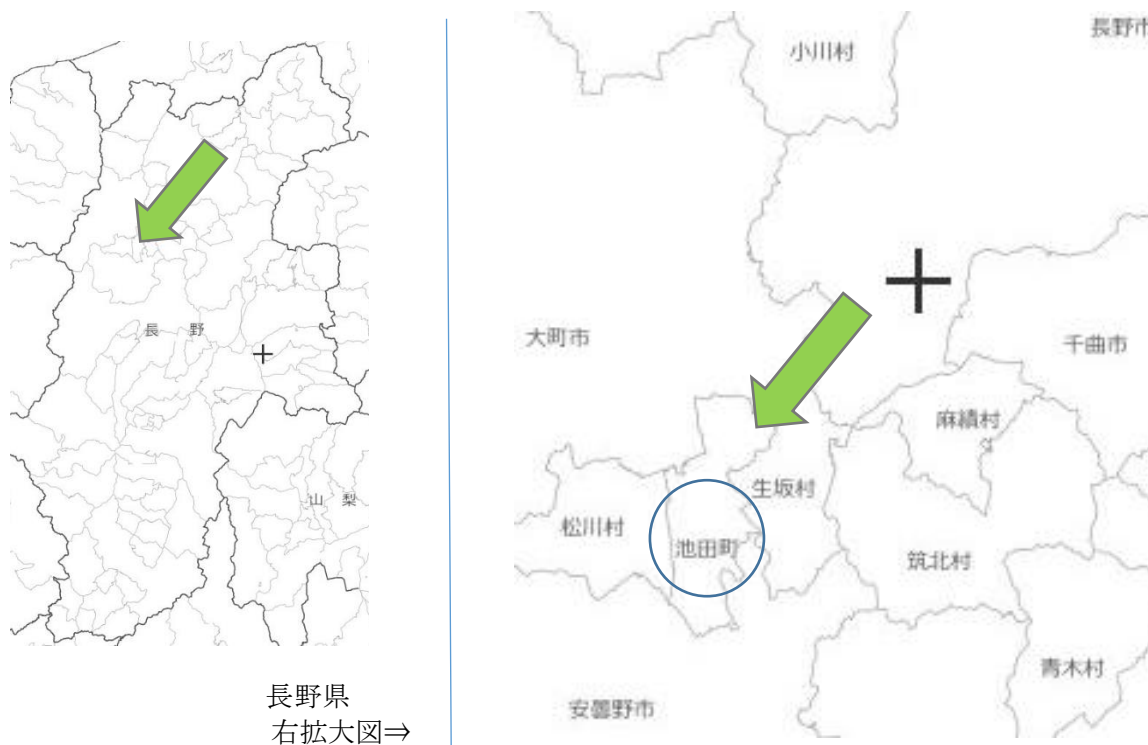 長野
山梨
長野県
右拡大図⇒
小川村
長野市
大町市
千曲市
麻績村
生坂村
松川村
池田町
筑北村
青木村
安曇野市